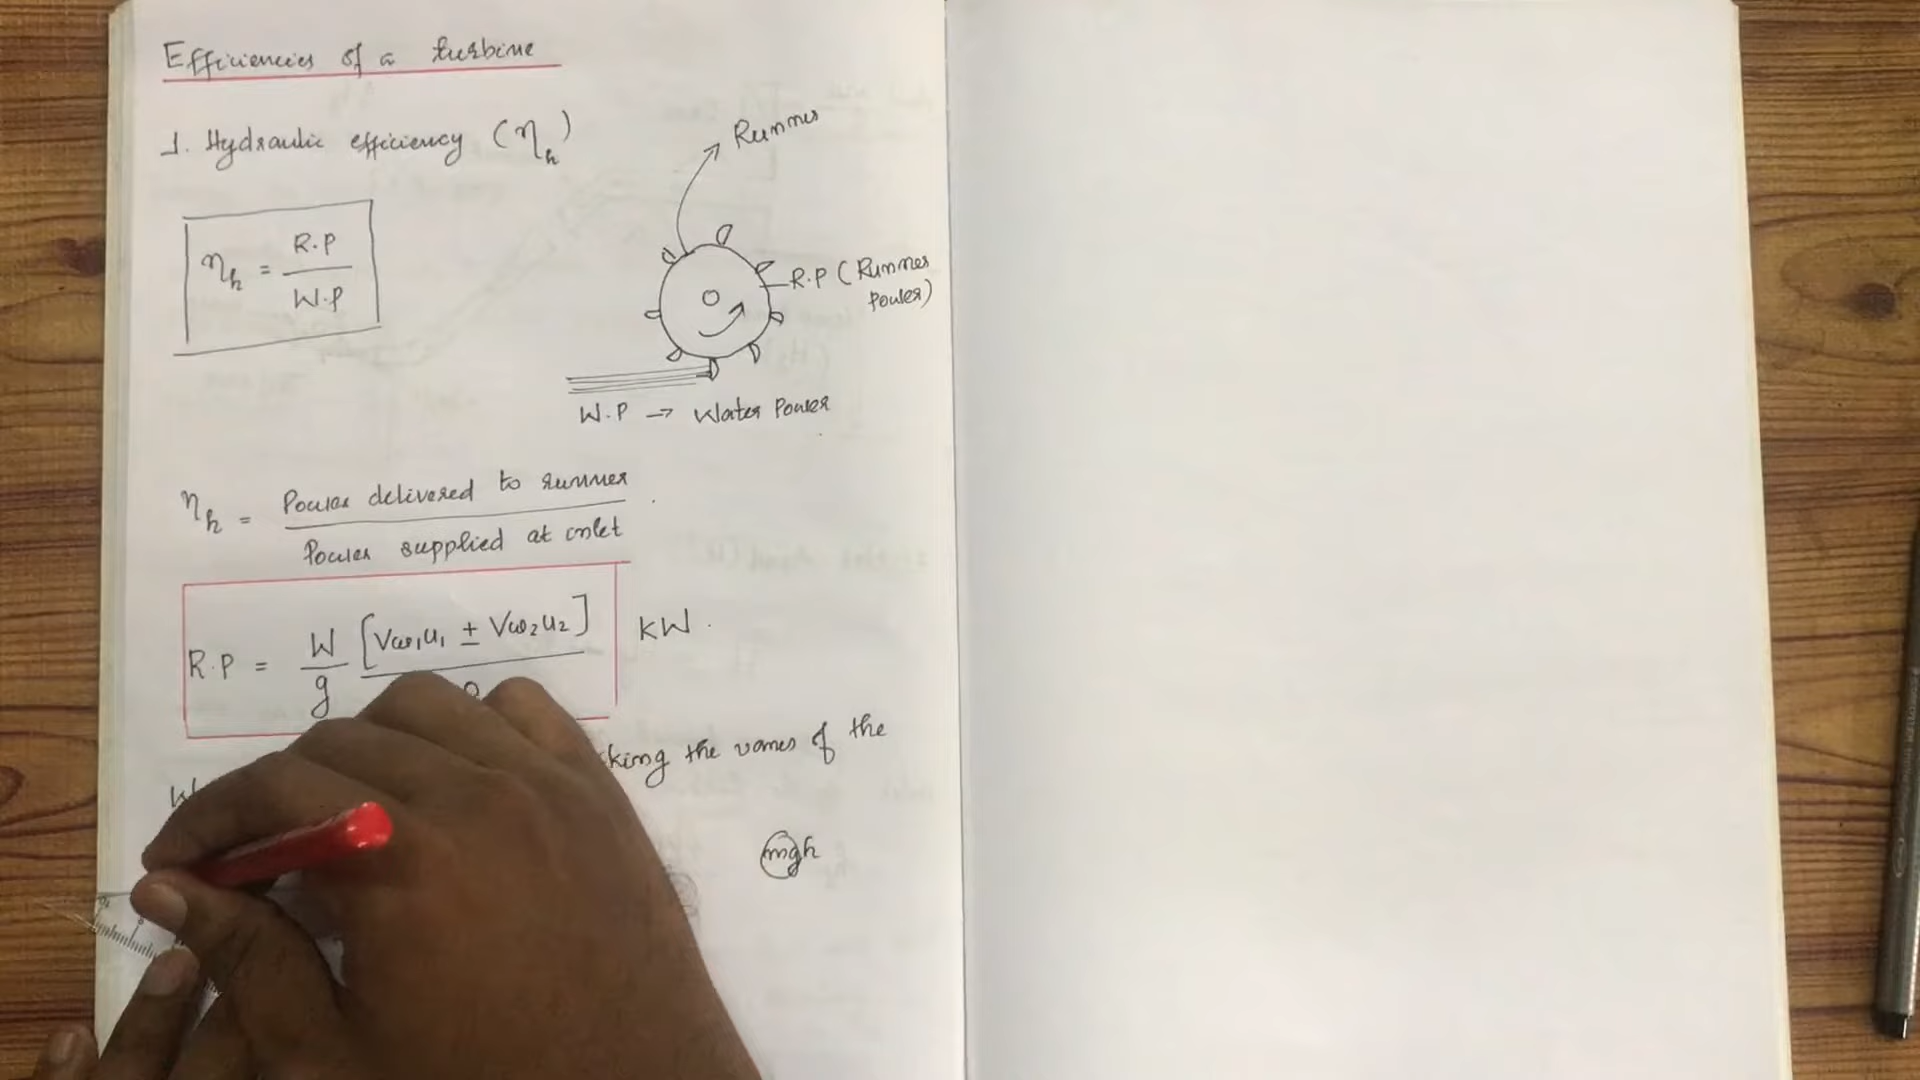 Efficiencies of a turbine
1. Hydraulic efficiency (ηh)
Runner
ηh = R.P / W.P
R.P (Runner
Power)
W.P → Water Power
ηh = Power delivered to runner
Power supplied at inlet
R.P = W/g [Vw1u1 ± Vw2u2] KW.
king the vanes of the
mgh